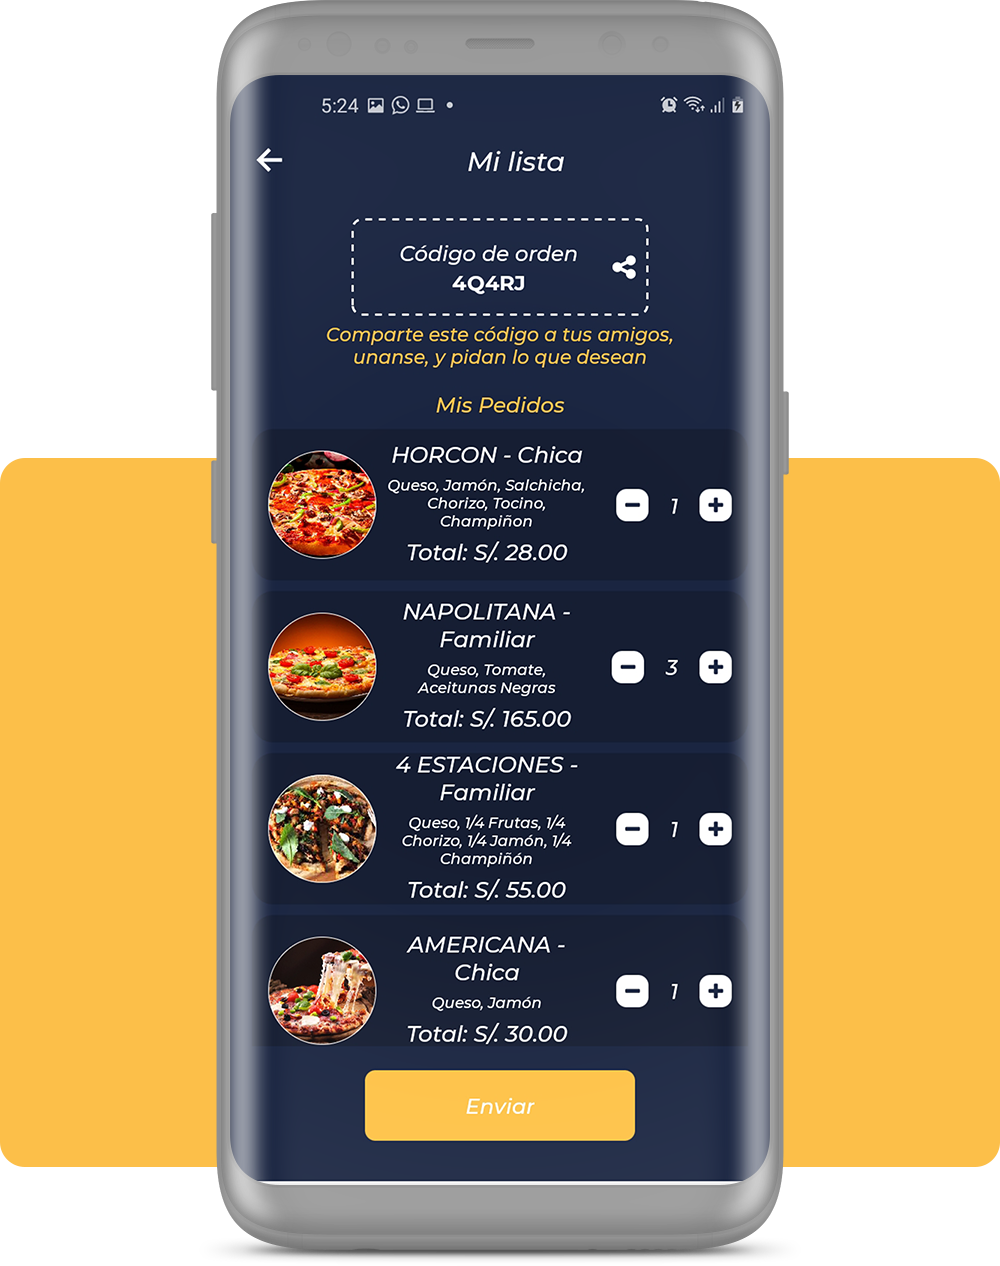 5:24
Mi lista
Código de orden
4Q4RJ
Comparte este código a tus amigos,
unanse, y pidan lo que desean
Mis Pedidos
HORCON - Chica
Queso, Jamón, Salchicha,
Chorizo, Tocino,
Champiñon
Total: S/. 28.00
1
NAPOLITANA -
Familiar
Queso, Tomate,
Aceitunas Negras
Total: S/. 165.00
3
4 ESTACIONES -
Familiar
Queso, 1/4 Frutas, 1/4
Chorizo, 1/4 Jamón, 1/4
Champiñón
Total: S/. 55.00
1
AMERICANA -
Chica
Queso, Jamón
Total: S/. 30.00
1
Enviar